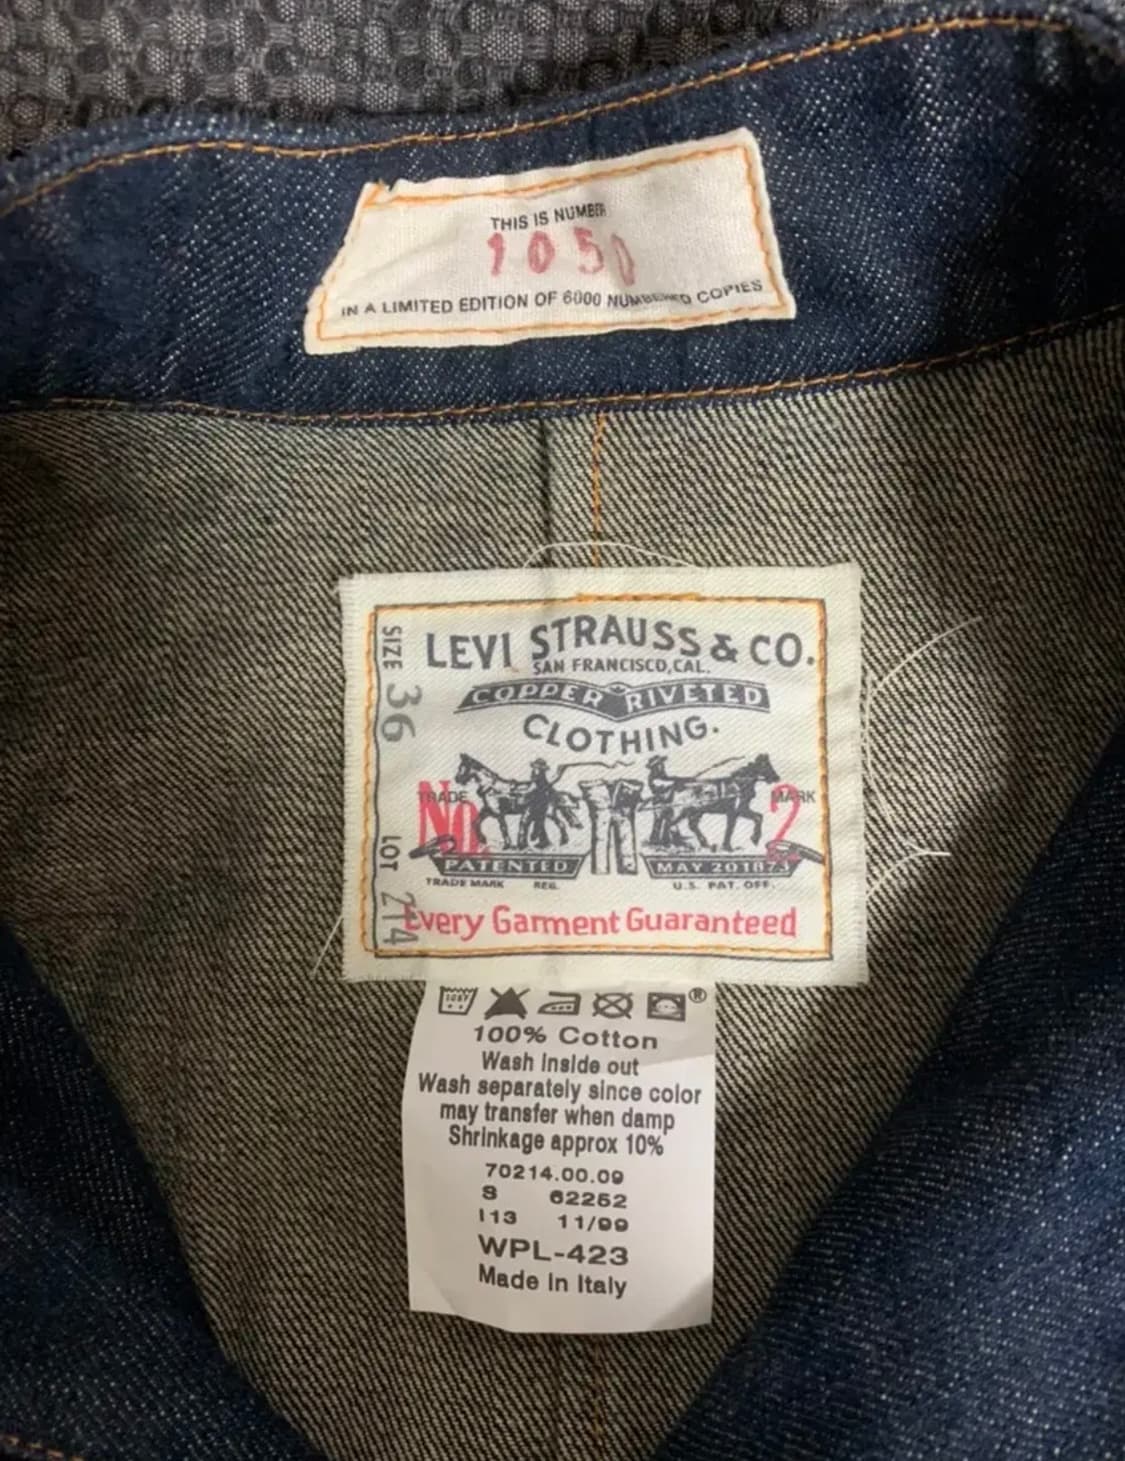 THIS IS NUMBER
1050
IN A LIMITED EDITION OF 6000 NUMBERED COPIES
SIZE 36
LOT 214
LEVI STRAUSS & CO.
SAN FRANCISCO, CAL.
COPPER RIVETED
CLOTHING.
TRADE MARK
No. 2
PATENTED MAY 20 1873
TRADE MARK REG. U.S. PAT. OFF.
Every Garment Guaranteed
®
100% Cotton
Wash Inside out
Wash separately since color
may transfer when damp
Shrinkage approx 10%
70214.00.09
S 62252
113 11/99
WPL-423
Made in Italy